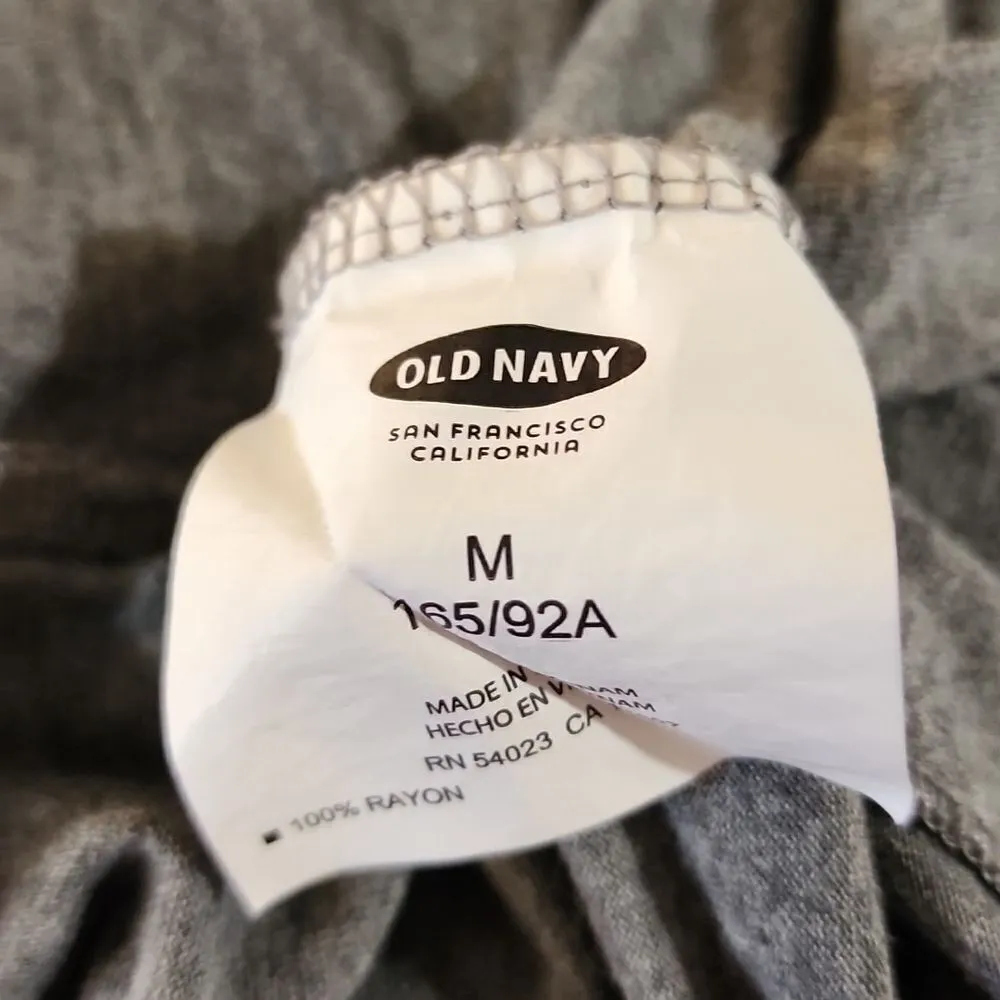 OLD NAVY
SAN FRANCISCO
CALIFORNIA
M
165/92A
MADE IN
HECHO EN
RN 54023 CA
100% RAYON